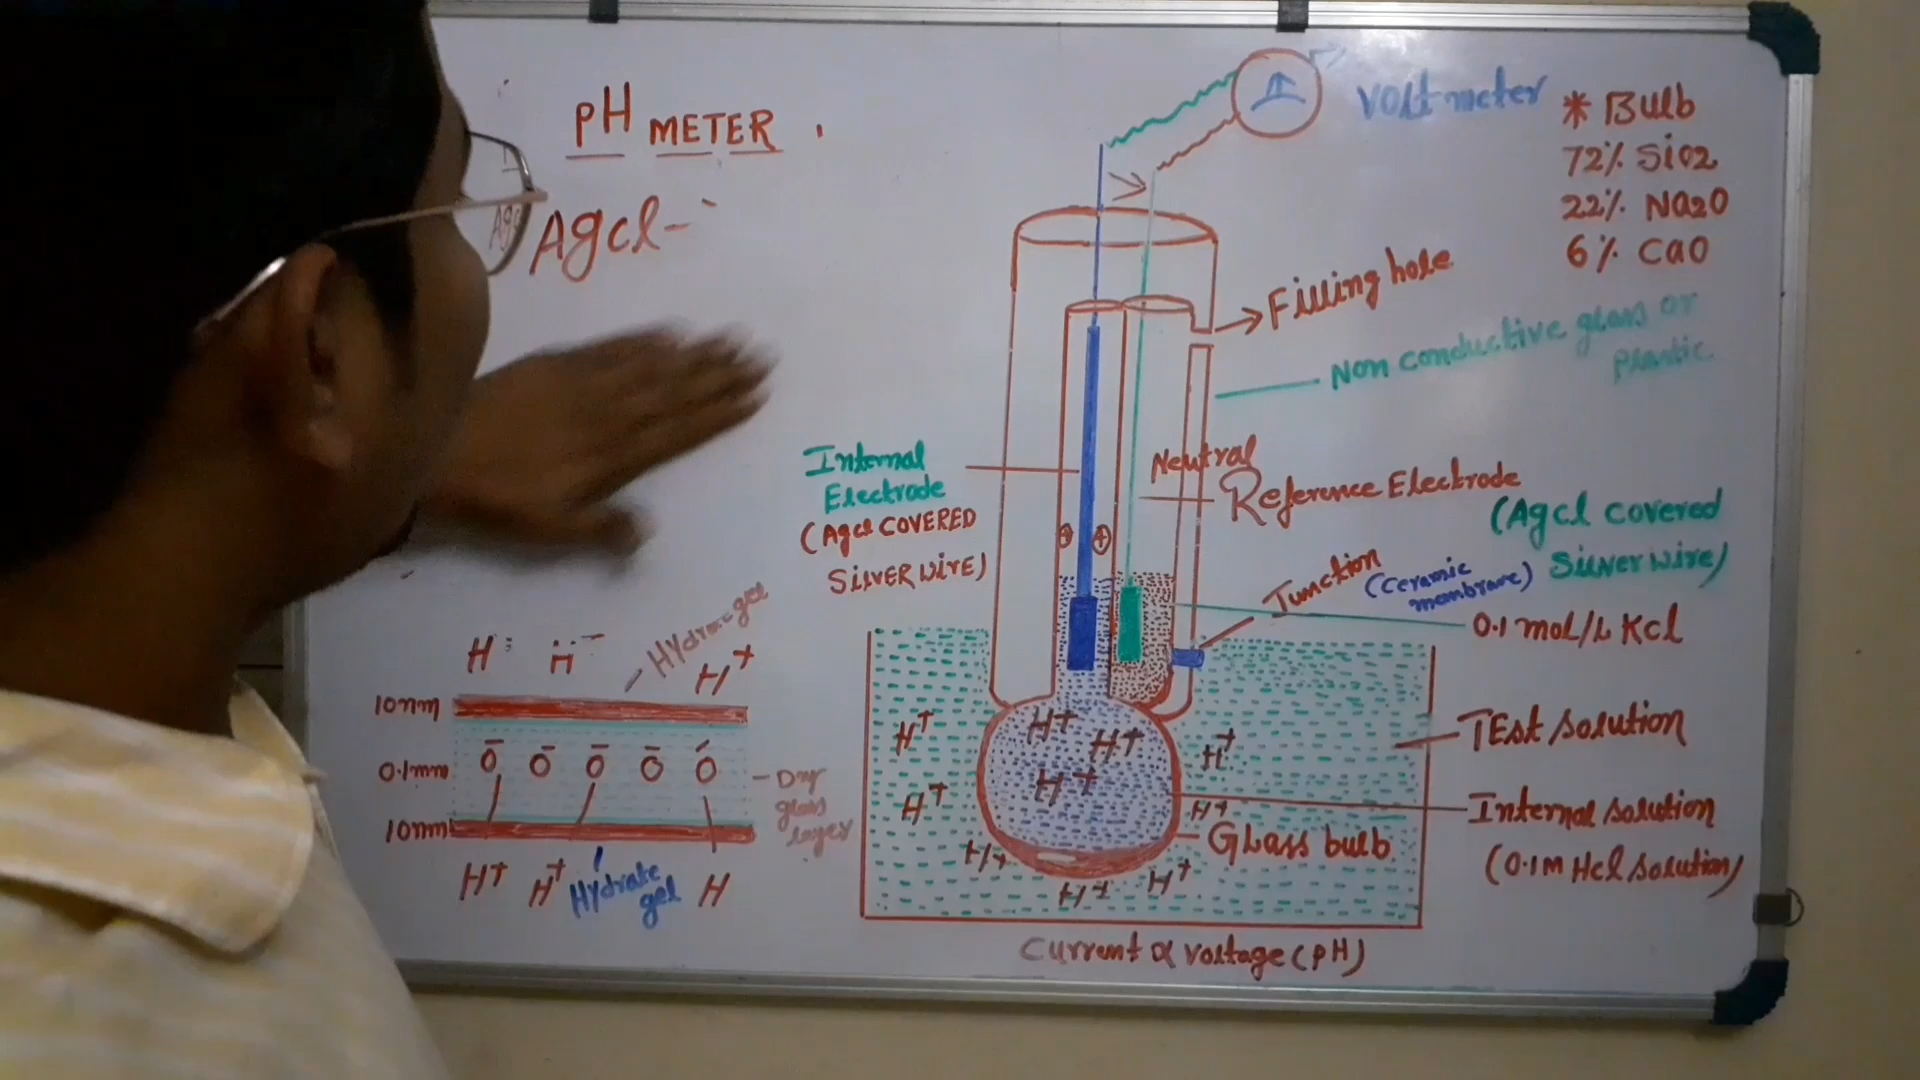 pH METER .
AgCl-
Voltmeter
* Bulb
72% SiO2
22% Na2O
6% CaO
Filling hole
Non conductive glass or
plastic
Internal
Electrode
(AgCl COVERED
SILVER WIRE)
Neutral
Reference Electrode
(AgCl covered
Silver wire)
Junction
(Ceramic
membrane)
0.1 mol/L KCl
Test solution
Internal solution
(0.1M HCl solution)
Glass bulb
H+ H+ H+
H+ H+
H+ H+
H+ H+ H+
Current α voltage (pH)
H H H+
10nm
0.1mm
Ō Ō Ō Ō Ō
Dry
glass
layer
10nm
H+ H+ Hydrate H
gel